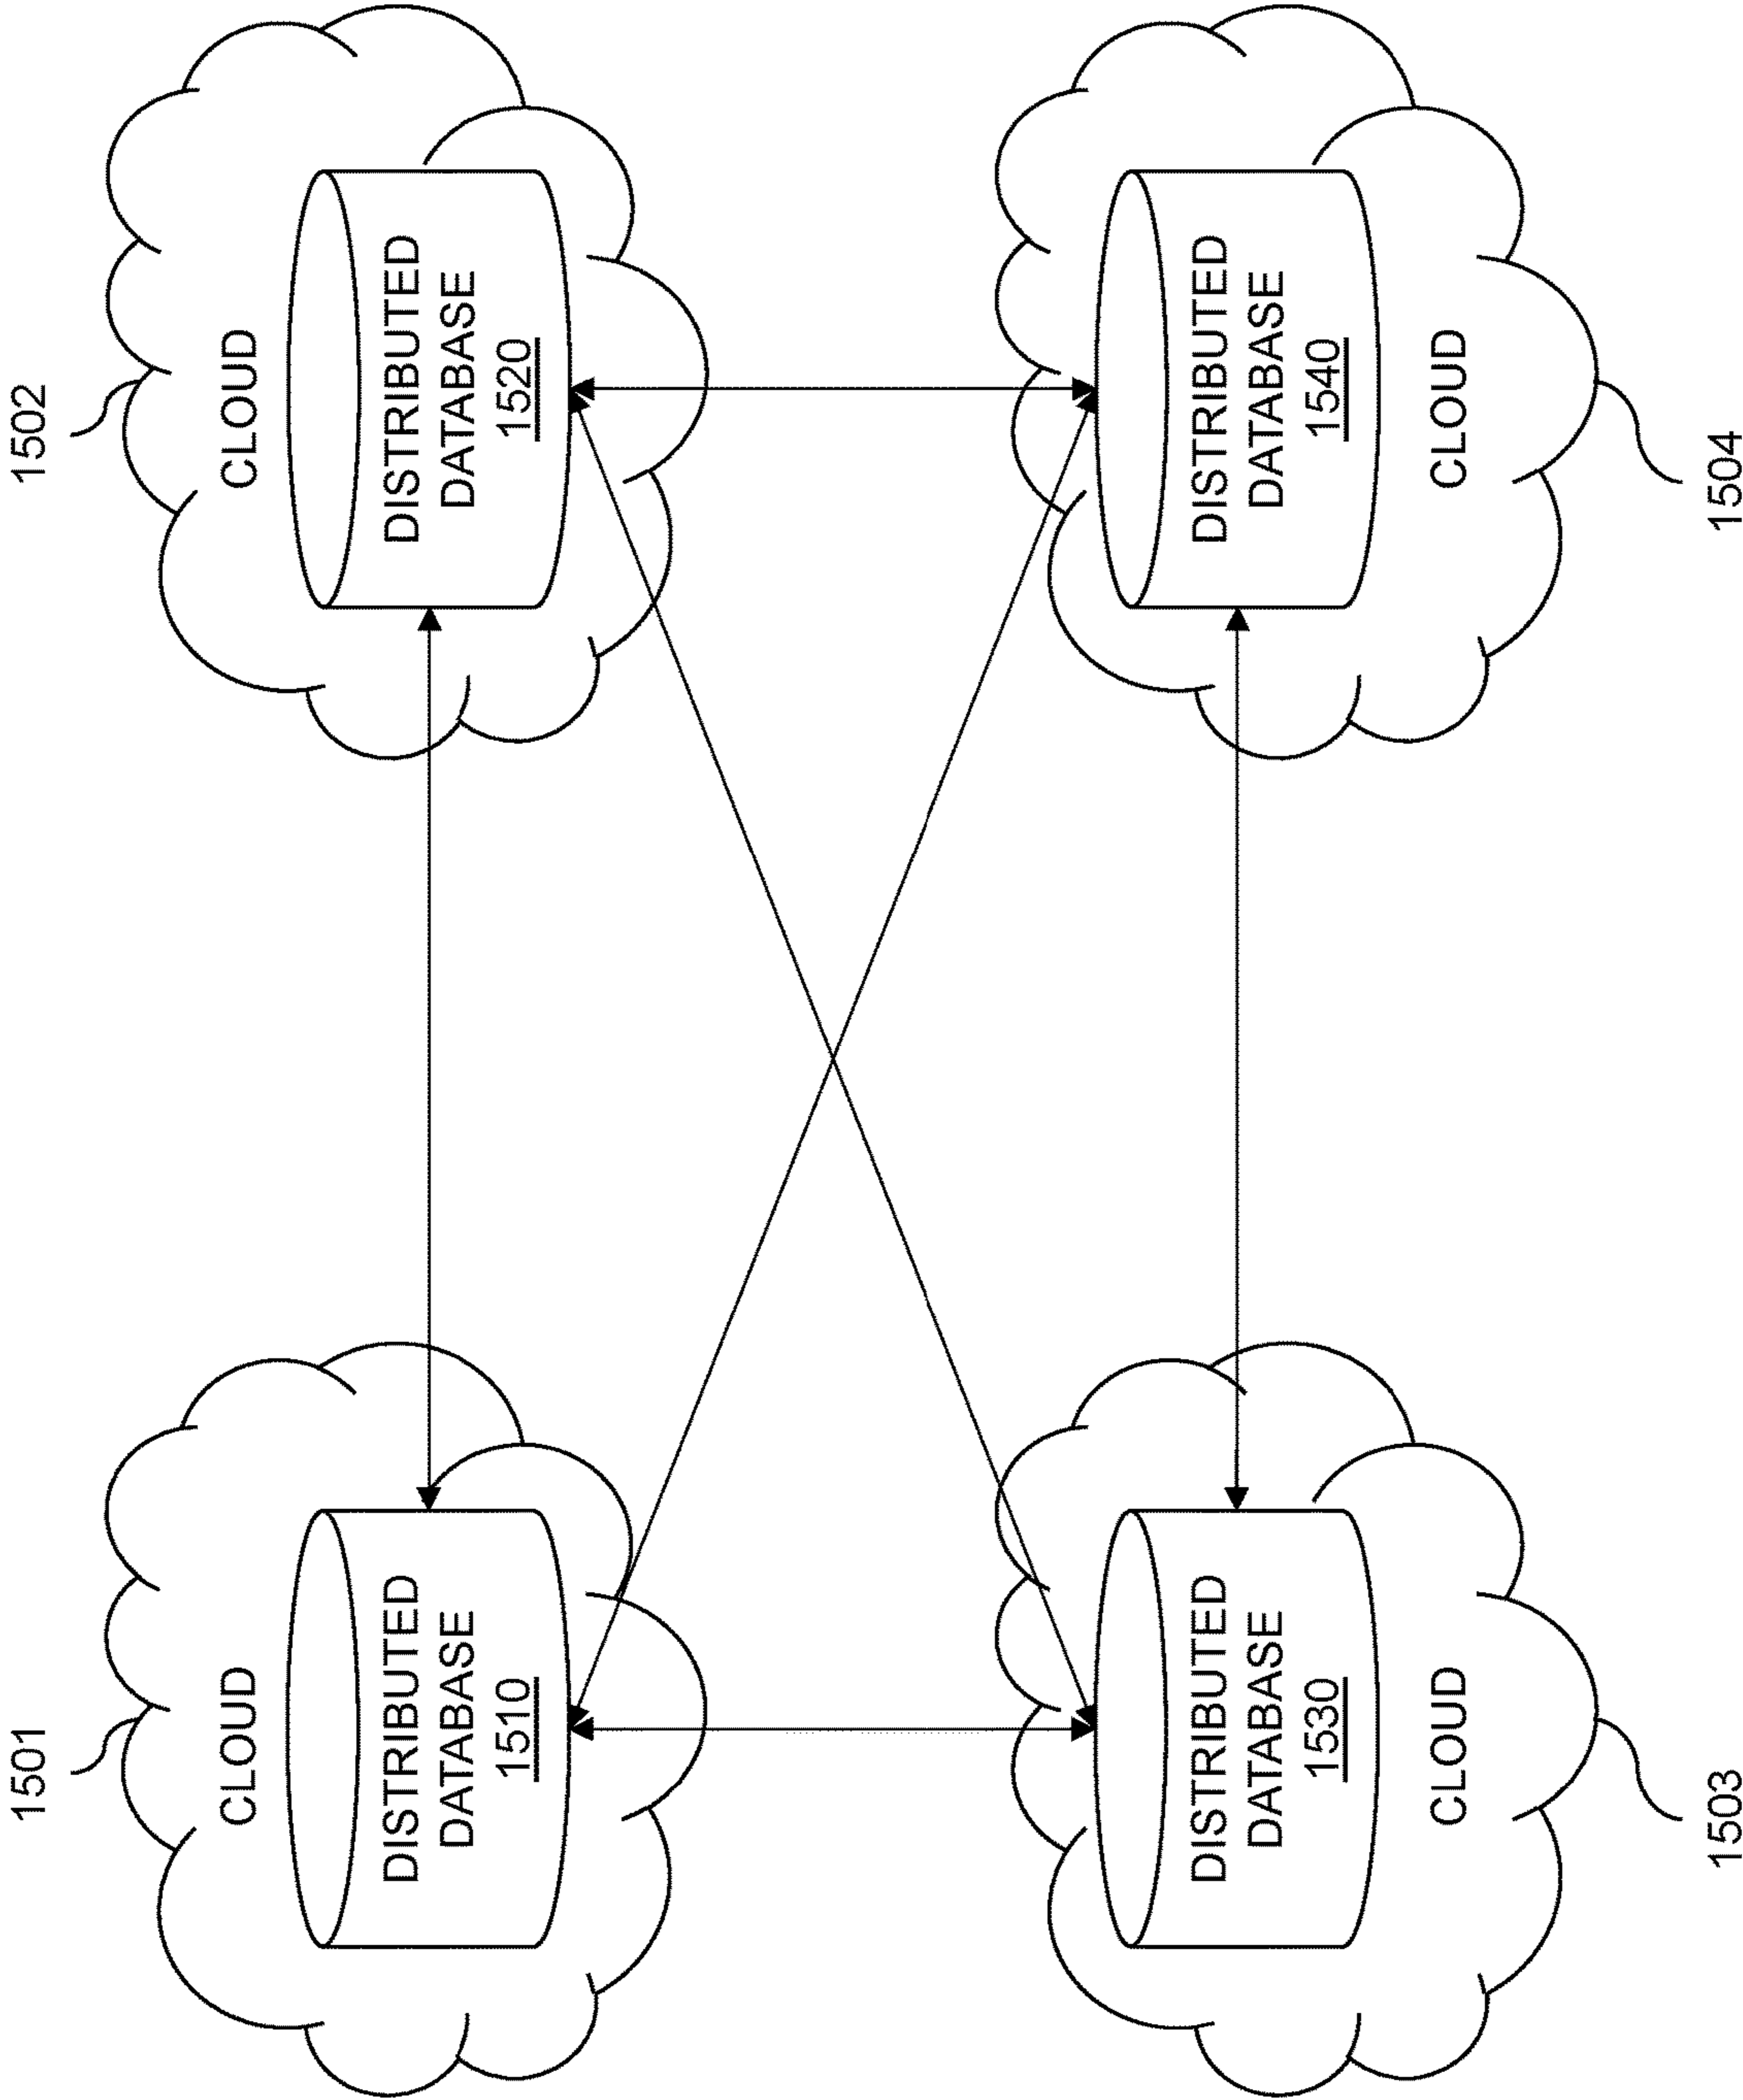 1501
CLOUD
DISTRIBUTED
DATABASE
1510
1502
CLOUD
DISTRIBUTED
DATABASE
1520
DISTRIBUTED
DATABASE
1530
CLOUD
1503
DISTRIBUTED
DATABASE
1540
CLOUD
1504